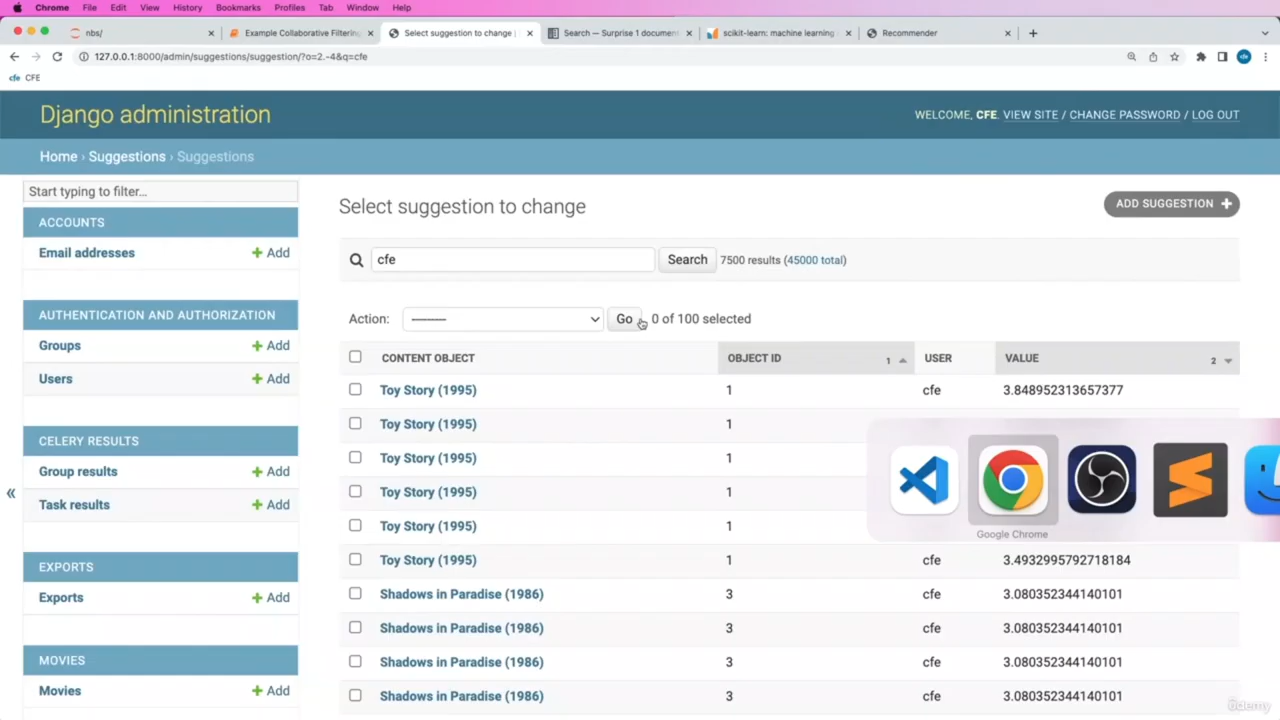 Chrome File Edit View History Bookmarks Profiles Tab Window Help
nbs/ Example Collaborative Filtering Select suggestion to change Search — Surprise 1 document scikit-learn: machine learning Recommender
127.0.0.1:8000/admin/suggestions/suggestion/?o=2.-4&q=cfe
cfe
cfe CFE
Django administration
WELCOME, CFE. VIEW SITE / CHANGE PASSWORD / LOG OUT
Home › Suggestions › Suggestions
Start typing to filter...
ACCOUNTS
Email addresses + Add
AUTHENTICATION AND AUTHORIZATION
Groups + Add
Users + Add
CELERY RESULTS
Group results + Add
Task results + Add
EXPORTS
Exports + Add
MOVIES
Movies + Add
«
Select suggestion to change
ADD SUGGESTION +
cfe Search 7500 results (45000 total)
Action: --------- Go 0 of 100 selected
CONTENT OBJECT OBJECT ID 1 USER VALUE 2
Toy Story (1995) 1 cfe 3.848952313657377
Toy Story (1995) 1
Toy Story (1995) 1
Toy Story (1995) 1
Toy Story (1995) 1
Google Chrome
Toy Story (1995) 1 cfe 3.4932995792718184
Shadows in Paradise (1986) 3 cfe 3.080352344140101
Shadows in Paradise (1986) 3 cfe 3.080352344140101
Shadows in Paradise (1986) 3 cfe 3.080352344140101
Shadows in Paradise (1986) 3 cfe 3.080352344140101
ûdemy